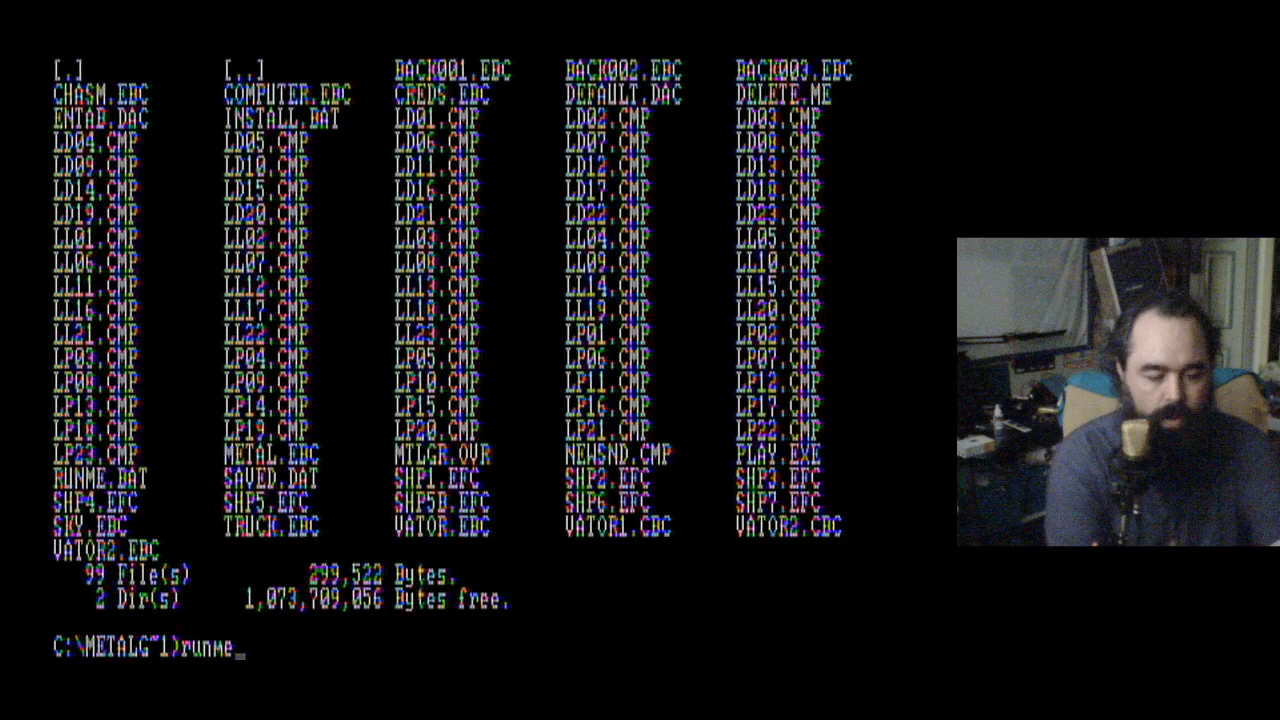 [.] [..] BACK001.EBC BACK002.EBC BACK003.EBC
CHASM.EBC COMPUTER.EBC CREDS.EBC DEFAULT.DAC DELETE.ME
ENTAB.DAC INSTALL.BAT LD01.CMP LD02.CMP LD03.CMP
LD04.CMP LD05.CMP LD06.CMP LD07.CMP LD08.CMP
LD09.CMP LD10.CMP LD11.CMP LD12.CMP LD13.CMP
LD14.CMP LD15.CMP LD16.CMP LD17.CMP LD18.CMP
LD19.CMP LD20.CMP LD21.CMP LD22.CMP LD23.CMP
LL01.CMP LL02.CMP LL03.CMP LL04.CMP LL05.CMP
LL06.CMP LL07.CMP LL08.CMP LL09.CMP LL10.CMP
LL11.CMP LL12.CMP LL13.CMP LL14.CMP LL15.CMP
LL16.CMP LL17.CMP LL18.CMP LL19.CMP LL20.CMP
LL21.CMP LL22.CMP LL23.CMP LP01.CMP LP02.CMP
LP03.CMP LP04.CMP LP05.CMP LP06.CMP LP07.CMP
LP08.CMP LP09.CMP LP10.CMP LP11.CMP LP12.CMP
LP13.CMP LP14.CMP LP15.CMP LP16.CMP LP17.CMP
LP18.CMP LP19.CMP LP20.CMP LP21.CMP LP22.CMP
LP23.CMP METAL.EBC MTLGR.OVR NEWSND.CMP PLAY.EXE
RUNME.BAT SAVED.DAT SHP1.EFC SHP2.EFC SHP3.EFC
SHP4.EFC SHP5.EFC SHP5B.EFC SHP6.EFC SHP7.EFC
SKY.EBC TRUCK.EBC VATOR.EBC VATOR1.CBC VATOR2.CBC
VATOR2.EBC
99 File(s) 299,522 Bytes.
2 Dir(s) 1,073,709,056 Bytes free.
C:\METALG~1>runme_